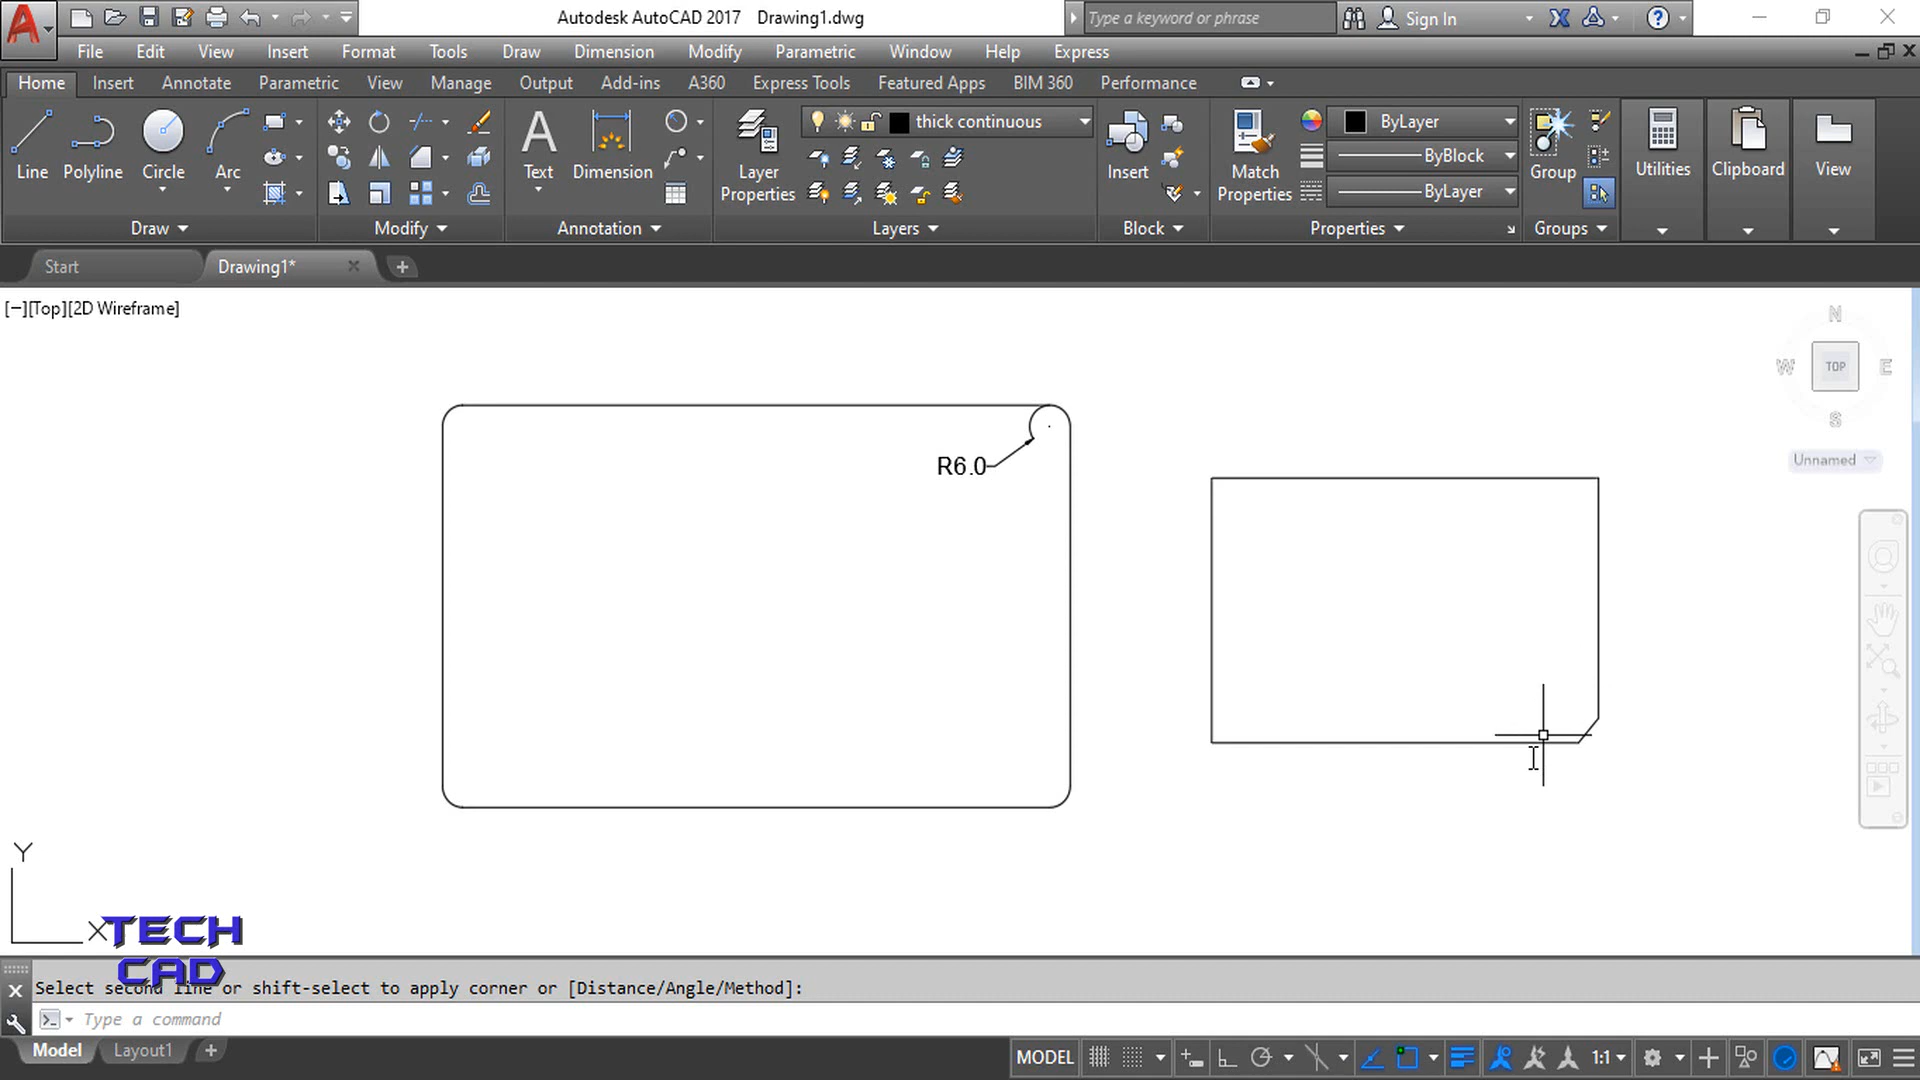 Autodesk AutoCAD 2017 Drawing1.dwg Type a keyword or phrase Sign In
File Edit View Insert Format Tools Draw Dimension Modify Parametric Window Help Express
Home Insert Annotate Parametric View Manage Output Add-ins A360 Express Tools Featured Apps BIM 360 Performance
thick continuous ByLayer
ByBlock
Line Polyline Circle Arc Text Dimension Layer Properties Insert Match Properties ByLayer Group Utilities Clipboard View
Draw Modify Annotation Layers Block Properties Groups
Start Drawing1*
[−][Top][2D Wireframe]
N
W TOP E
S
Unnamed
R6.0
Y
X
TECH
CAD
Select second line or shift-select to apply corner or [Distance/Angle/Method]:
Type a command
Model Layout1 MODEL 1:1